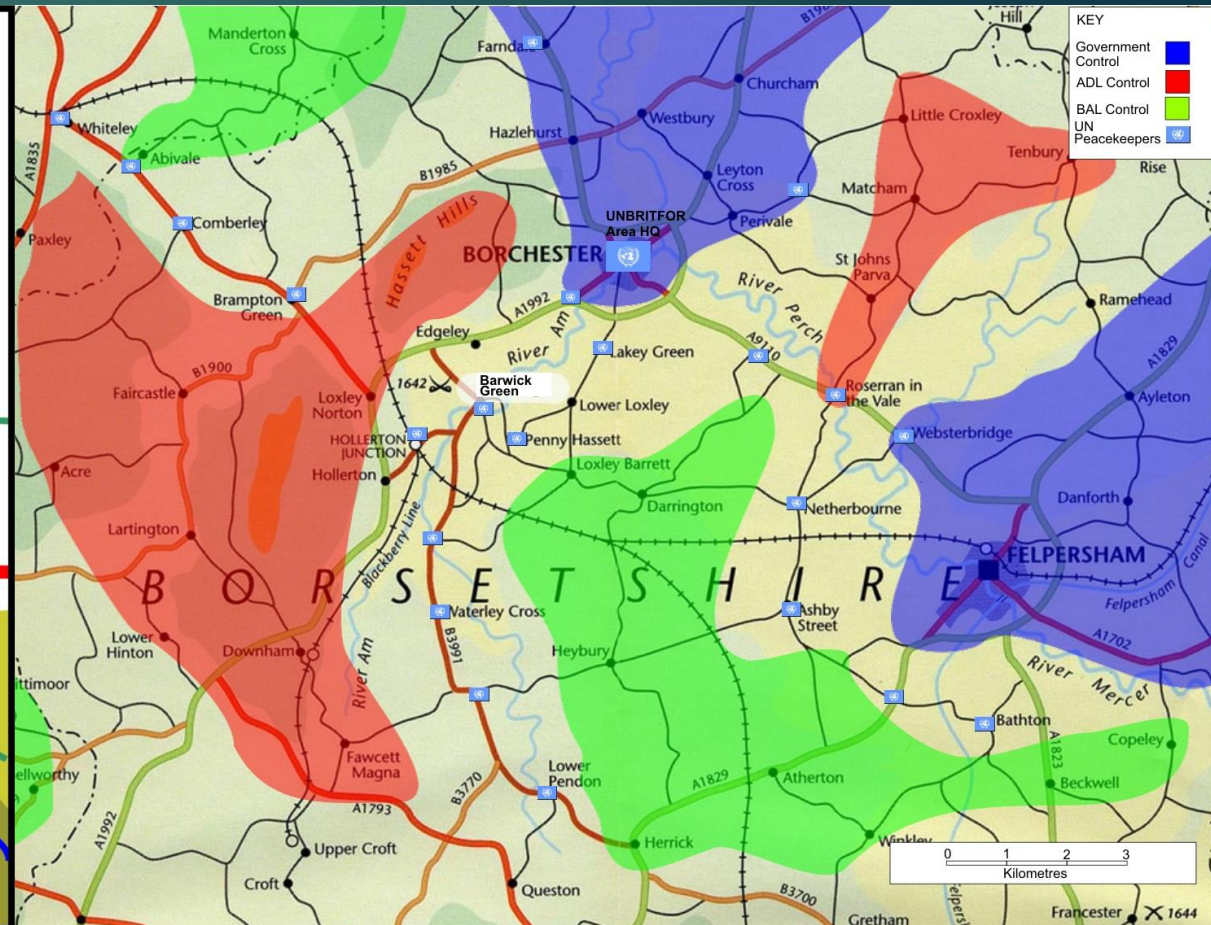 Joseph
Hill
KEY
Government
Control
ADL Control
BAL Control
UN
Peacekeepers
Manderton
Cross
Farndale
B1985
Churcham
Whiteley
Hazlehurst
Westbury
Little Croxley
Tenbury
Rise
A1835
Abivale
B1985
Leyton
Cross
Matcham
Comberley
Perivale
UNBRITFOR
Area HQ
BORCHESTER
Paxley
Hassett Hills
St Johns
Parva
Brampton
Green
A1992
River Perch
Ramehead
Edgeley
River Am
Lakey Green
A9110
A1829
B1900
1642
Barwick
Green
Faircastle
Loxley
Norton
Lower Loxley
Roserran in
the Vale
Ayleton
HOLLERTON
JUNCTION
Penny Hassett
Websterbridge
Acre
Hollerton
Loxley Barrett
Darrington
Netherbourne
Danforth
Lartington
Blackberry Line
FELPERSHAM
BORSETSHIRE
Felpersham Canal
Waterley Cross
Ashby
Street
Lower
Hinton
B3991
A1702
Downham
Heybury
River Am
River Mercer
ittimoor
Bathton
Copeley
Fawcett
Magna
A1823
ellworthy
Lower
Pendon
A1829
Atherton
Beckwell
B3770
A1793
A1992
Herrick
Winkley
Upper Croft
0 1 2 3
Kilometres
Croft
Queston
B3700
Felpers
Gretham
Francester
1644